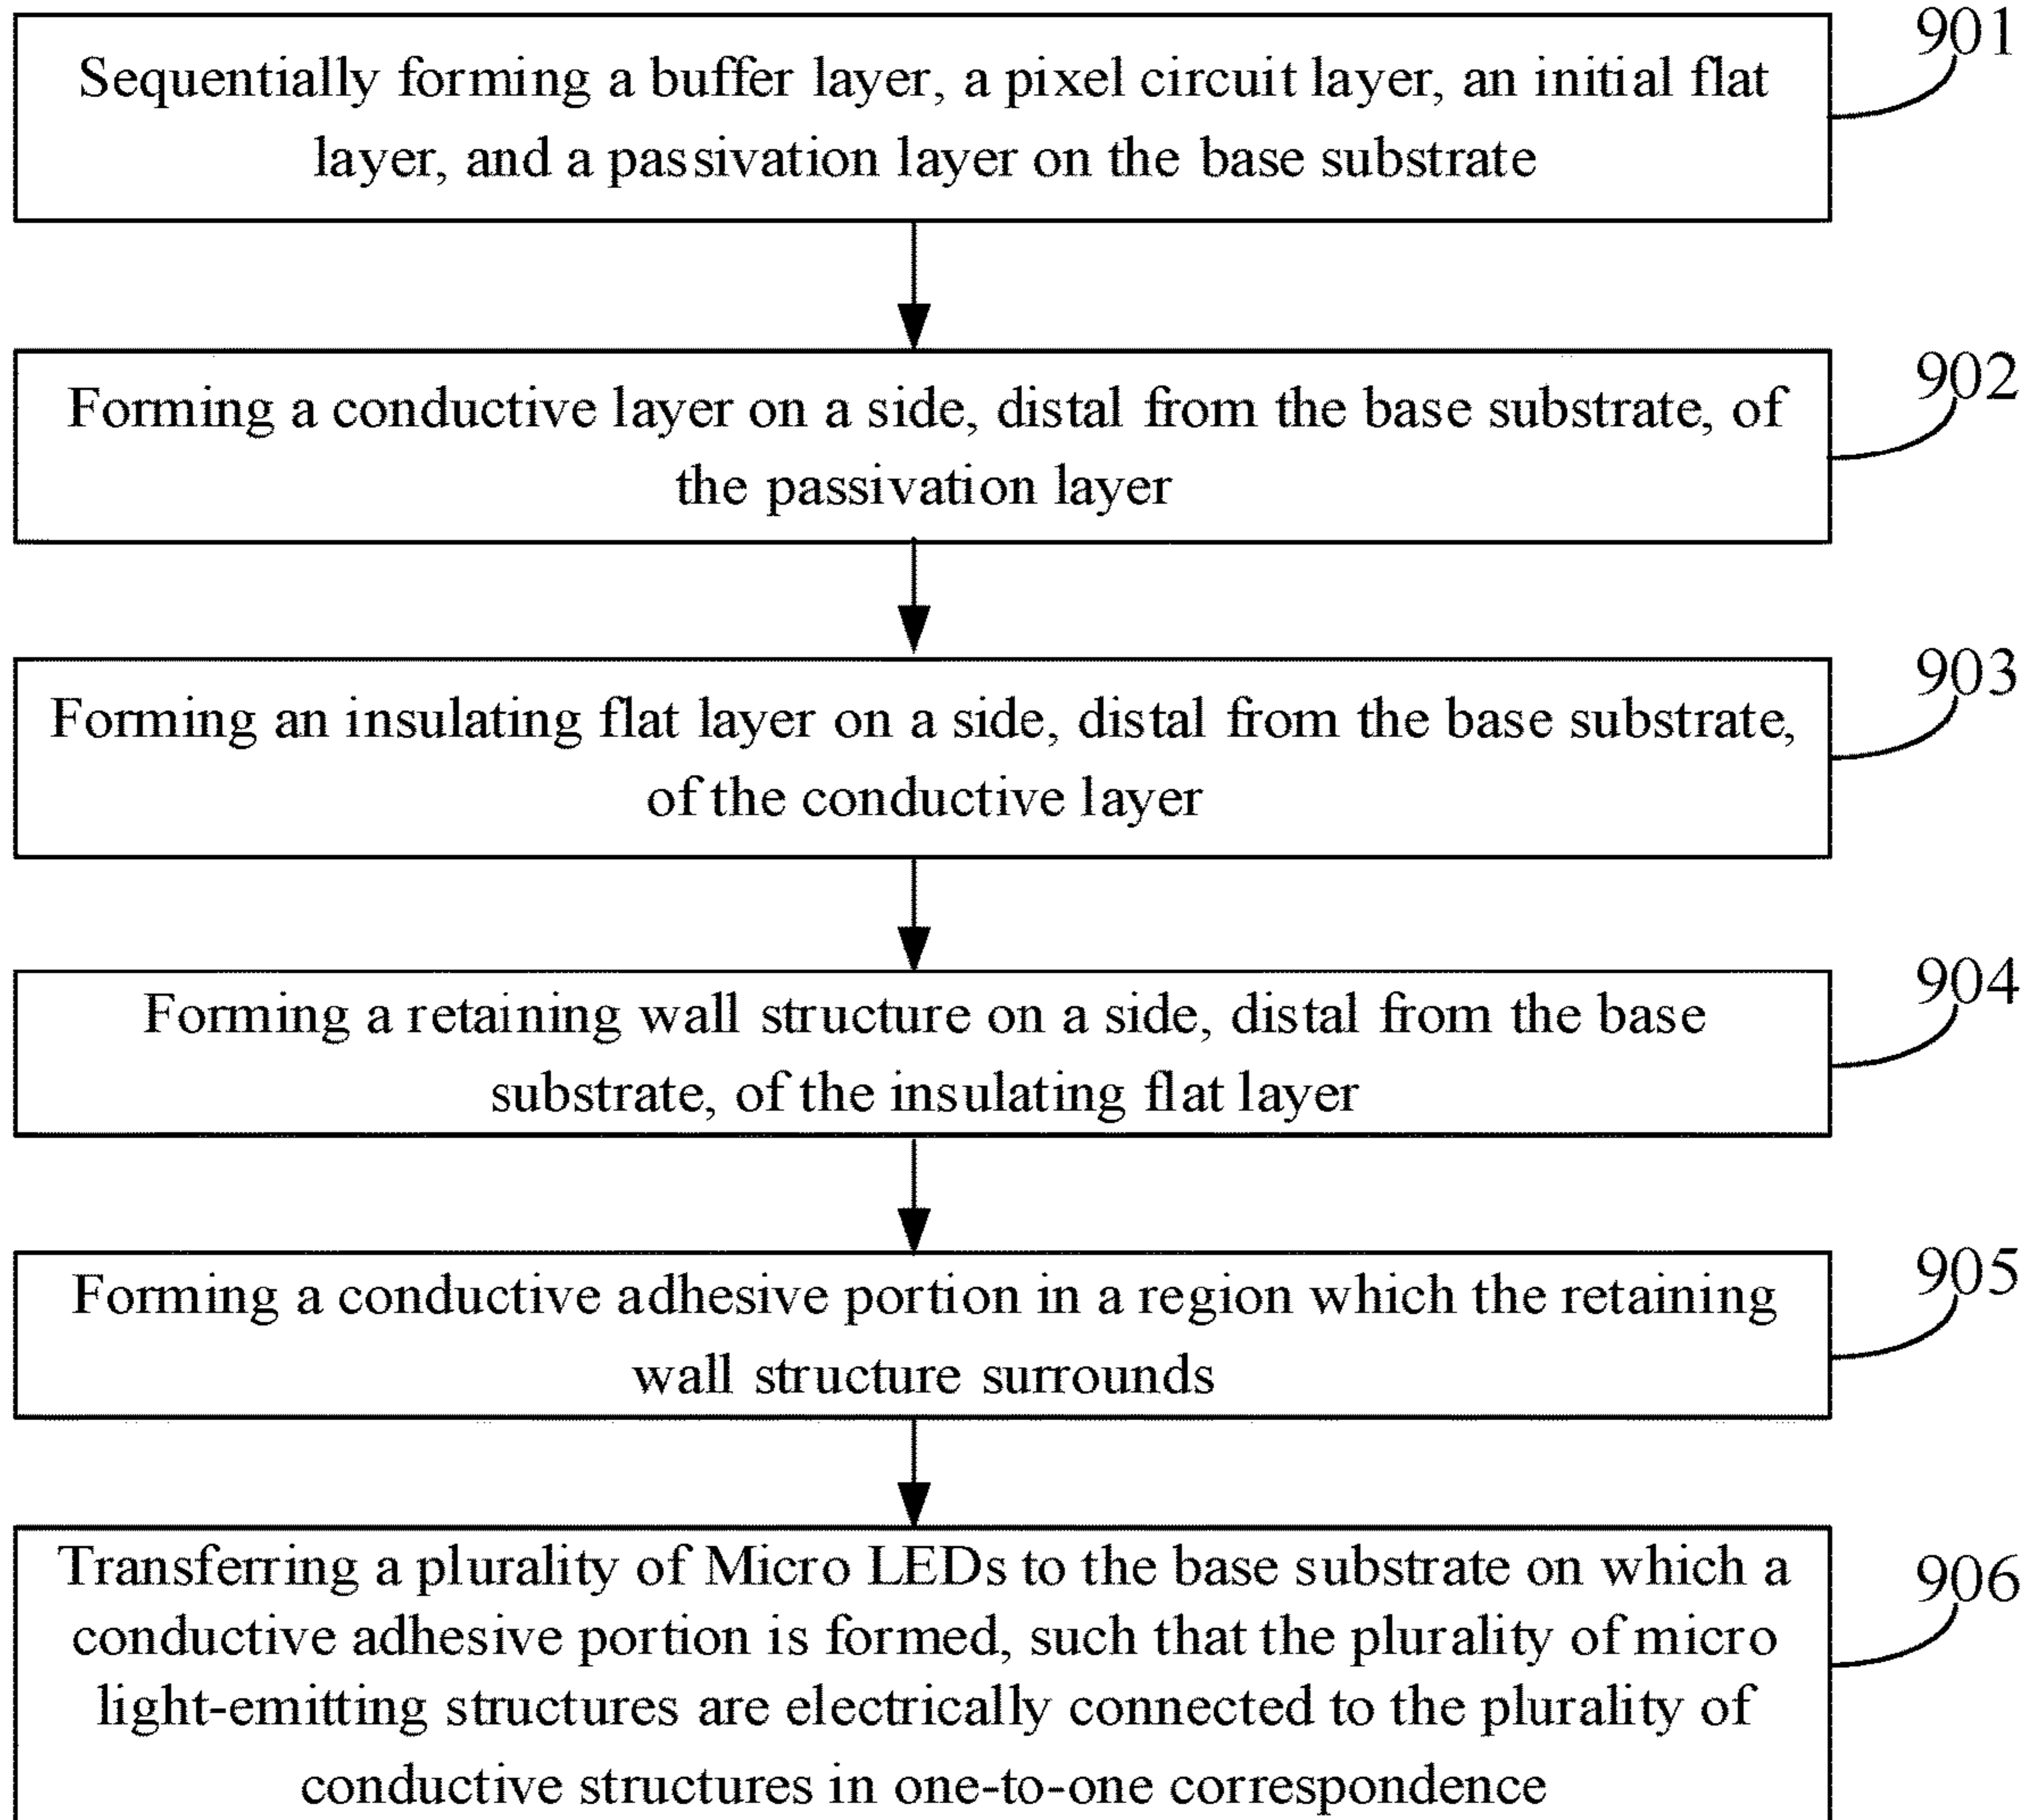 901
Sequentially forming a buffer layer, a pixel circuit layer, an initial flat
layer, and a passivation layer on the base substrate
902
Forming a conductive layer on a side, distal from the base substrate, of
the passivation layer
903
Forming an insulating flat layer on a side, distal from the base substrate,
of the conductive layer
904
Forming a retaining wall structure on a side, distal from the base
substrate, of the insulating flat layer
905
Forming a conductive adhesive portion in a region which the retaining
wall structure surrounds
906
Transferring a plurality of Micro LEDs to the base substrate on which a
conductive adhesive portion is formed, such that the plurality of micro
light-emitting structures are electrically connected to the plurality of
conductive structures in one-to-one correspondence